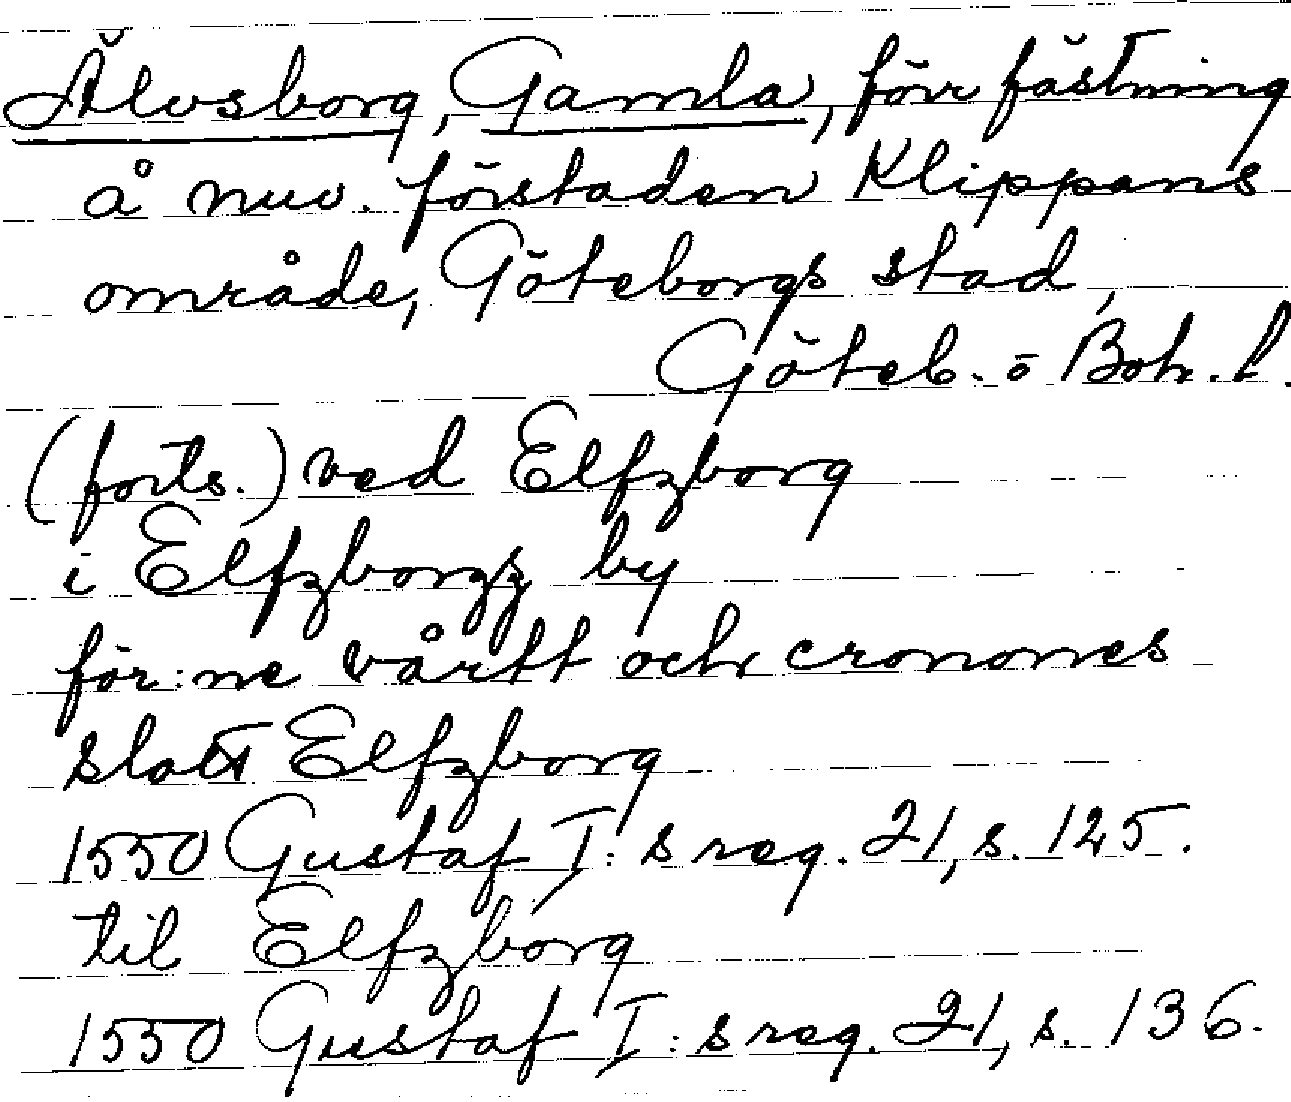 Älvsborg, Gamla, förr fästning
å nuv. förstaden Klippans
område, Göteborgs stad,
Göteb. o Boh. l.
(forts.) ved Elfzborg
i Elfzborgz by
för:ne vårtt och cronones
slott Elfzborg
1550 Gustaf I:s reg. 21, s. 125.
til Elfzborg
1550 Gustaf I:s reg. 21, s. 136.